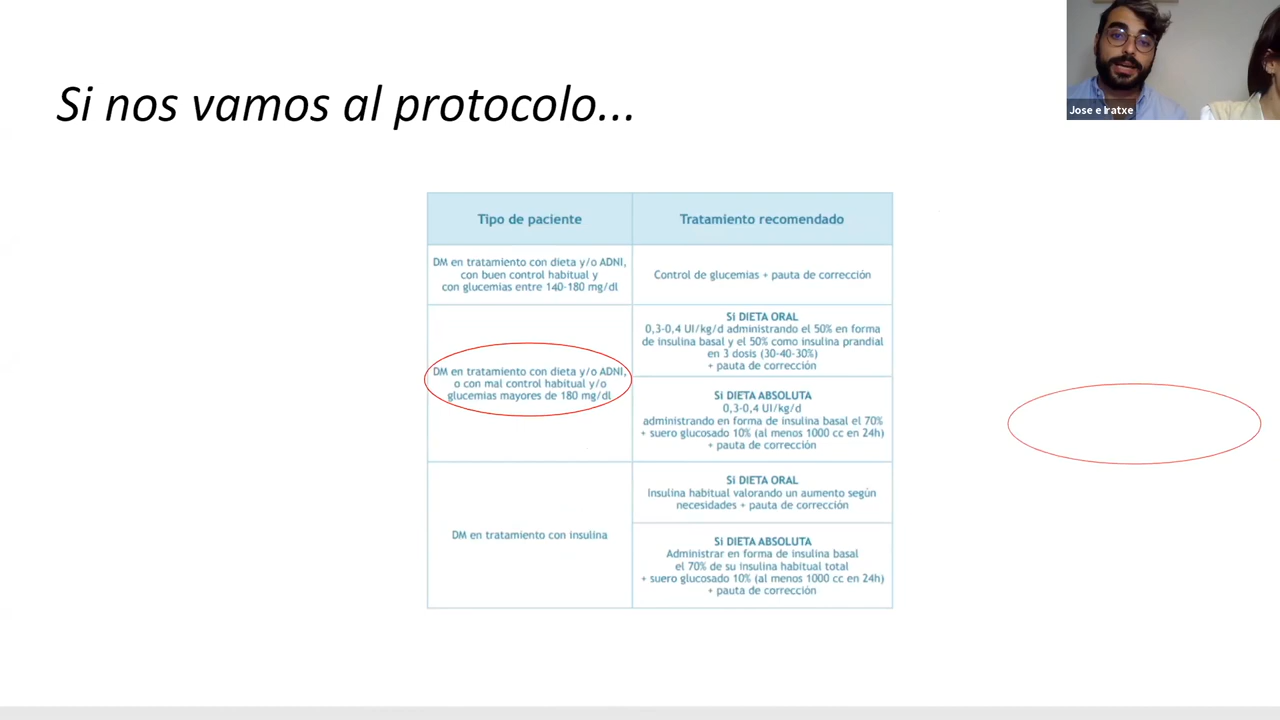 Si nos vamos al protocolo...
Jose e Iratxe
Tipo de paciente
Tratamiento recomendado
DM en tratamiento con dieta y/o ADNI,
con buen control habitual y
con glucemias entre 140-180 mg/dl
Control de glucemias + pauta de corrección
DM en tratamiento con dieta y/o ADNI,
o con mal control habitual y/o
glucemias mayores de 180 mg/dl
Si DIETA ORAL
0,3-0,4 UI/kg/d administrando el 50% en forma
de insulina basal y el 50% como insulina prandial
en 3 dosis (30-40-30%)
+ pauta de corrección
Si DIETA ABSOLUTA
0,3-0,4 UI/kg/d
administrando en forma de insulina basal el 70%
+ suero glucosado 10% (al menos 1000 cc en 24h)
+ pauta de corrección
DM en tratamiento con insulina
Si DIETA ORAL
Insulina habitual valorando un aumento según
necesidades + pauta de corrección
Si DIETA ABSOLUTA
Administrar en forma de insulina basal
el 70% de su insulina habitual total
+ suero glucosado 10% (al menos 1000 cc en 24h)
+ pauta de corrección